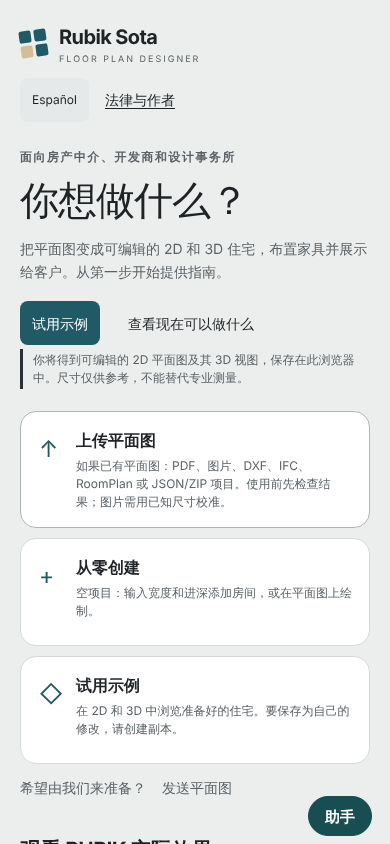 Rubik Sota
FLOOR PLAN DESIGNER
Español
法律与作者
面向房产中介、开发商和设计事务所
你想做什么？
把平面图变成可编辑的 2D 和 3D 住宅，布置家具并展示
给客户。从第一步开始提供指南。
试用示例
查看现在可以做什么
你将得到可编辑的 2D 平面图及其 3D 视图，保存在此浏览器
中。尺寸仅供参考，不能替代专业测量。
上传平面图
如果已有平面图：PDF、图片、DXF、IFC、
RoomPlan 或 JSON/ZIP 项目。使用前先检查结
果；图片需用已知尺寸校准。
从零创建
空项目：输入宽度和进深添加房间，或在平面图上绘
制。
试用示例
在 2D 和 3D 中浏览准备好的住宅。要保存为自己的
修改，请创建副本。
希望由我们来准备？ 发送平面图
助手
观看 RUBIK 实际效果